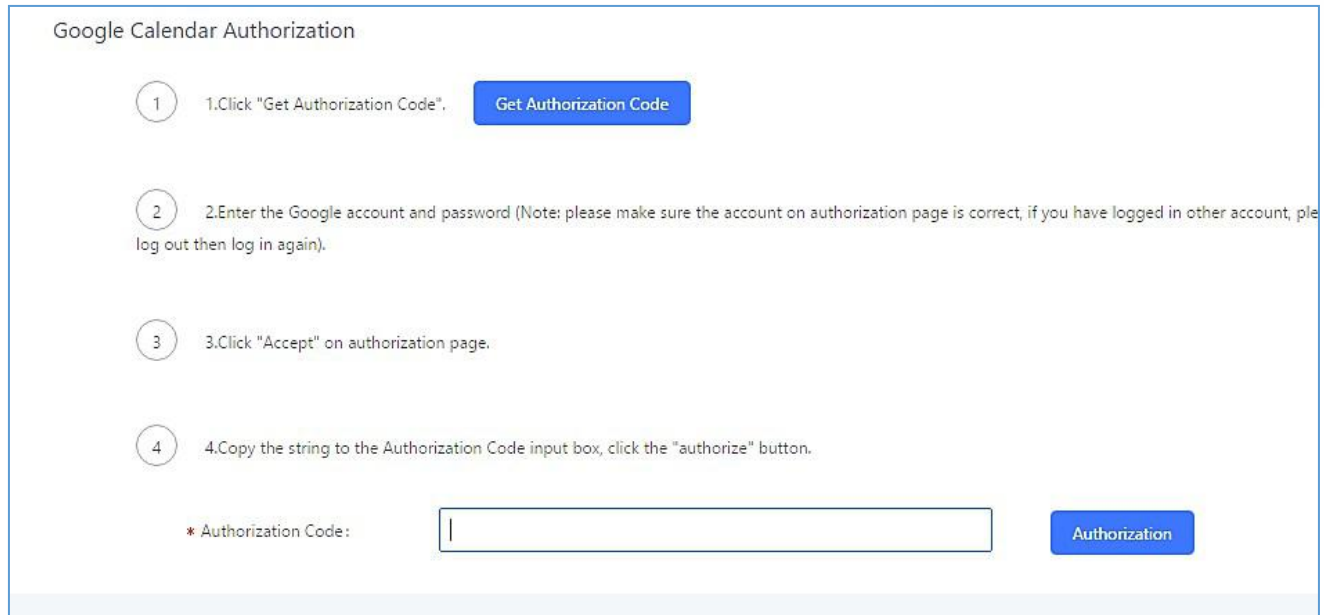 Google Calendar Authorization
1 1.Click "Get Authorization Code". Get Authorization Code
2 2.Enter the Google account and password (Note: please make sure the account on authorization page is correct, if you have logged in other account, ple
log out then log in again).
3 3.Click "Accept" on authorization page.
4 4.Copy the string to the Authorization Code input box, click the "authorize" button.
* Authorization Code: Authorization